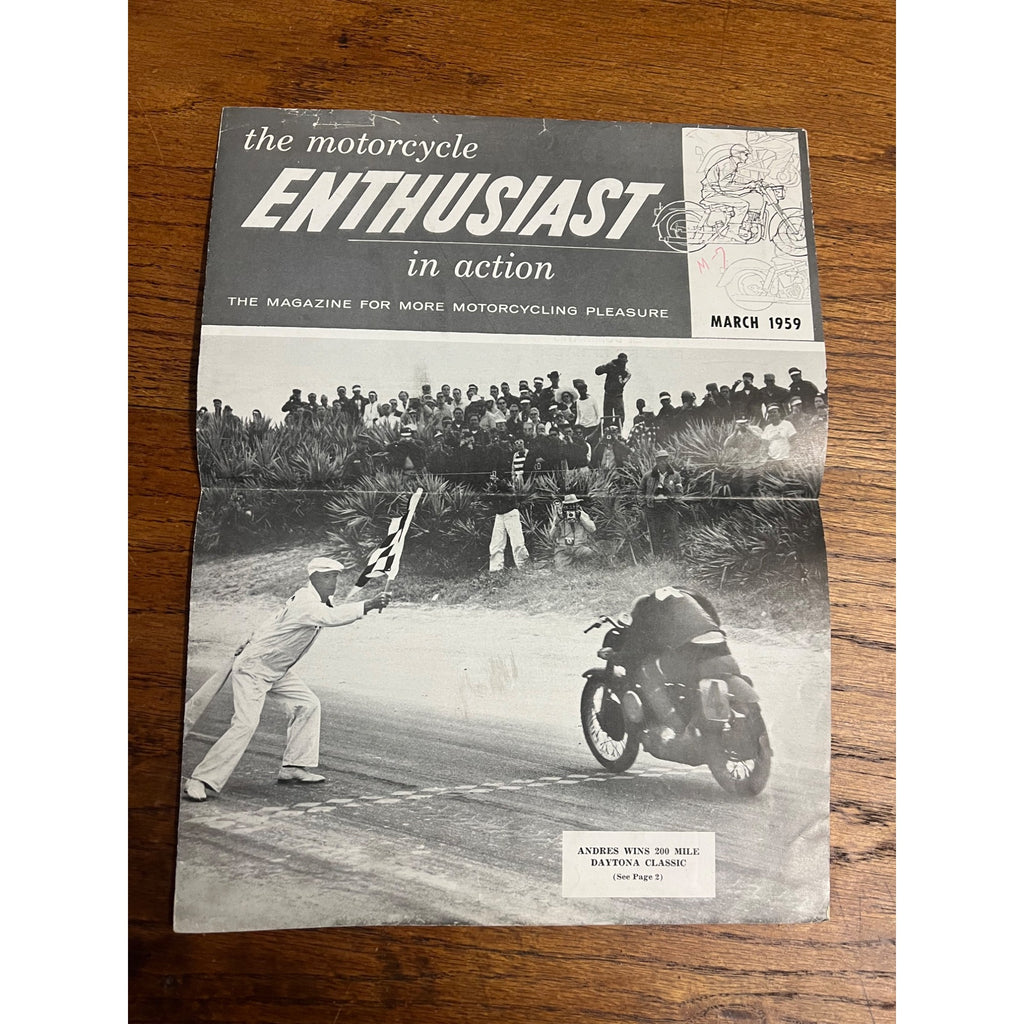 the motorcycle
ENTHUSIAST
in action
THE MAGAZINE FOR MORE MOTORCYCLING PLEASURE
M 2
MARCH 1959
ANDRES WINS 200 MILE
DAYTONA CLASSIC
(See Page 2)